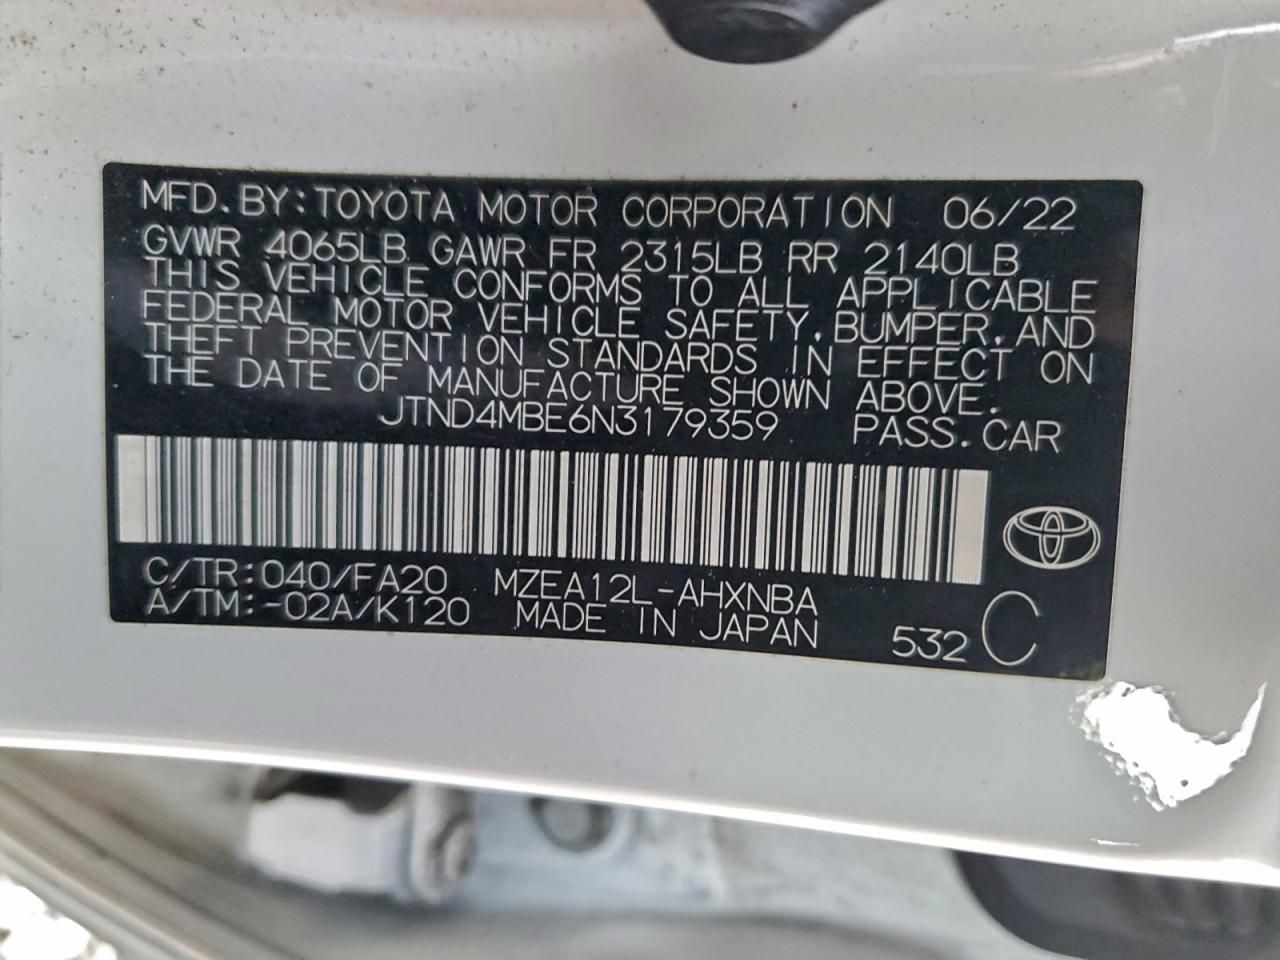 MFD. BY: TOYOTA MOTOR CORPORATION 06/22
GVWR 4065LB GAWR FR 2315LB RR 2140LB
THIS VEHICLE CONFORMS TO ALL APPLICABLE
FEDERAL MOTOR VEHICLE SAFETY, BUMPER, AND
THEFT PREVENTION STANDARDS IN EFFECT ON
THE DATE OF MANUFACTURE SHOWN ABOVE.
JTND4MBE6N3179359 PASS. CAR
C/TR: 040/FA20 MZEA12L-AHXNBA
A/TM: -02A/K120 MADE IN JAPAN 532 C